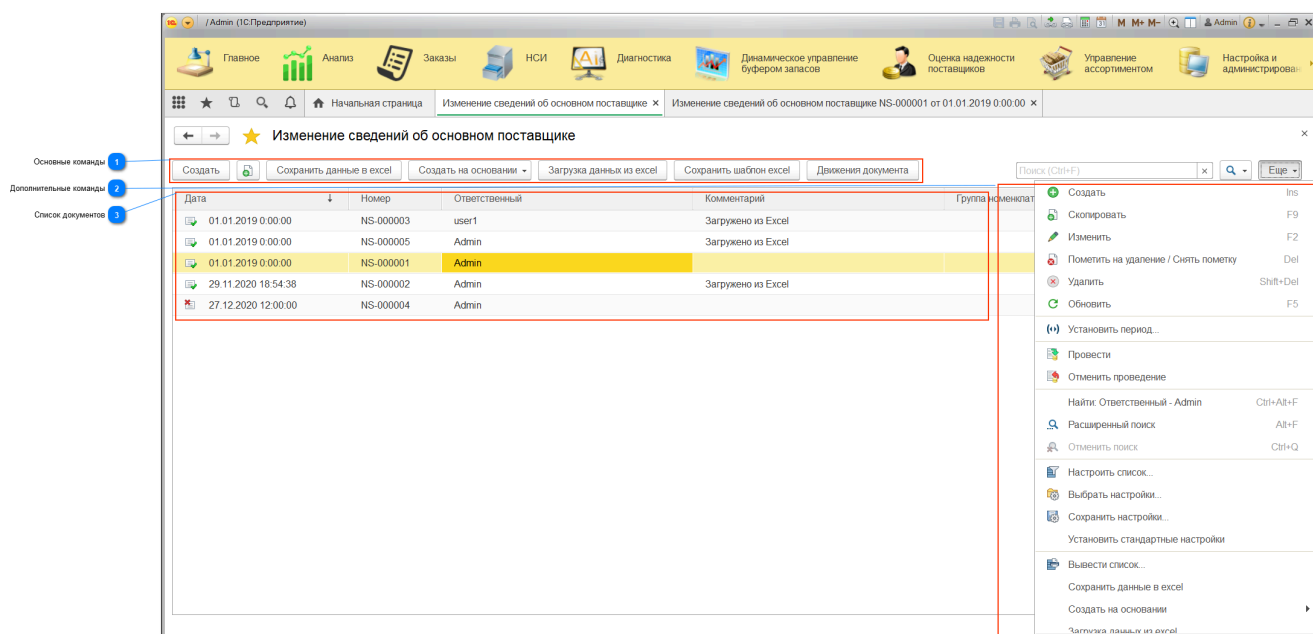 / Admin (1С:Предприятие)
M M+ M-
Admin
Главное
Анализ
Заказы
НСИ
Диагностика
Динамическое управление
буфером запасов
Оценка надежности
поставщиков
Управление
ассортиментом
Настройка и
администрирован
Начальная страница
Изменение сведений об основном поставщике ×
Изменение сведений об основном поставщике NS-000001 от 01.01.2019 0:00:00 ×
Изменение сведений об основном поставщике
Основные команды 1
Дополнительные команды 2
Список документов 3
Создать
Сохранить данные в excel
Создать на основании
Загрузка данных из excel
Сохранить шаблон excel
Движения документа
Поиск (Ctrl+F)
Еще
Дата Номер Ответственный Комментарий Группа номенклат
01.01.2019 0:00:00 NS-000003 user1 Загружено из Excel
01.01.2019 0:00:00 NS-000005 Admin Загружено из Excel
01.01.2019 0:00:00 NS-000001 Admin
29.11.2020 18:54:38 NS-000002 Admin Загружено из Excel
27.12.2020 12:00:00 NS-000004 Admin
Создать Ins
Скопировать F9
Изменить F2
Пометить на удаление / Снять пометку Del
Удалить Shift+Del
Обновить F5
Установить период...
Провести
Отменить проведение
Найти: Ответственный - Admin Ctrl+Alt+F
Расширенный поиск Alt+F
Отменить поиск Ctrl+Q
Настроить список...
Выбрать настройки...
Сохранить настройки...
Установить стандартные настройки
Вывести список...
Сохранить данные в excel
Создать на основании
Загрузка данных из excel